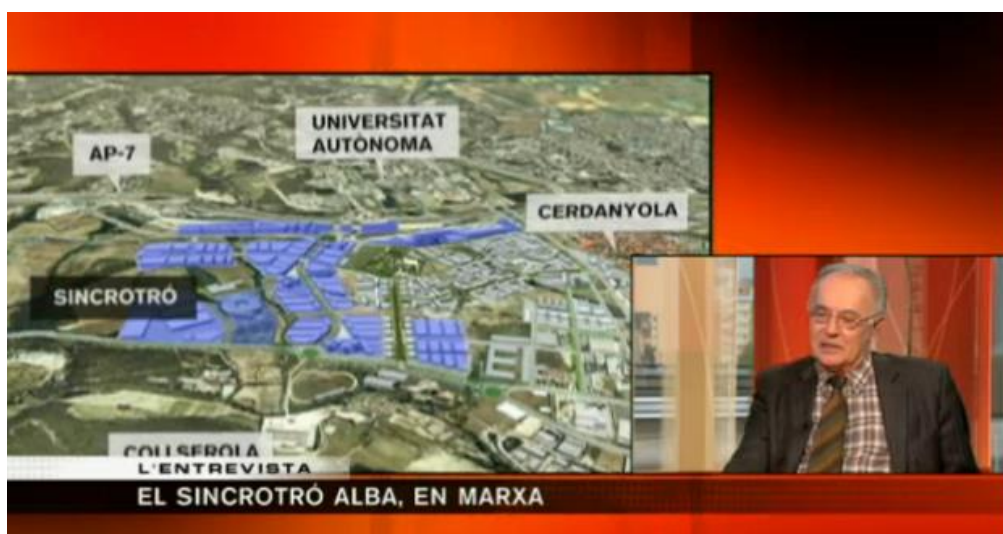 UNIVERSITAT
AUTÒNOMA
AP-7
CERDANYOLA
SINCROTRÓ
COLLSEROLA
L'ENTREVISTA
EL SINCROTRÓ ALBA, EN MARXA